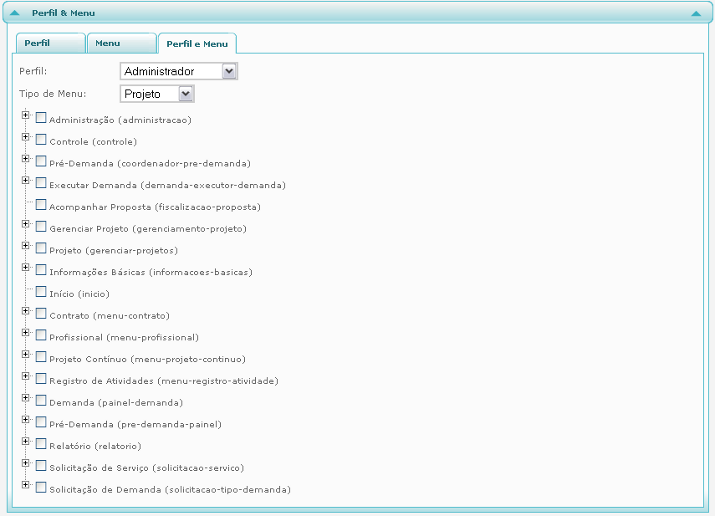 Perfil & Menu
Perfil Menu Perfil e Menu
Perfil: Administrador
Tipo de Menu: Projeto
Administração (administracao)
Controle (controle)
Pré-Demanda (coordenador-pre-demanda)
Executar Demanda (demanda-executor-demanda)
Acompanhar Proposta (fiscalizacao-proposta)
Gerenciar Projeto (gerenciamento-projeto)
Projeto (gerenciar-projetos)
Informações Básicas (informacoes-basicas)
Início (inicio)
Contrato (menu-contrato)
Profissional (menu-profissional)
Projeto Contínuo (menu-projeto-continuo)
Registro de Atividades (menu-registro-atividade)
Demanda (painel-demanda)
Pré-Demanda (pre-demanda-painel)
Relatório (relatorio)
Solicitação de Serviço (solicitacao-servico)
Solicitação de Demanda (solicitacao-tipo-demanda)